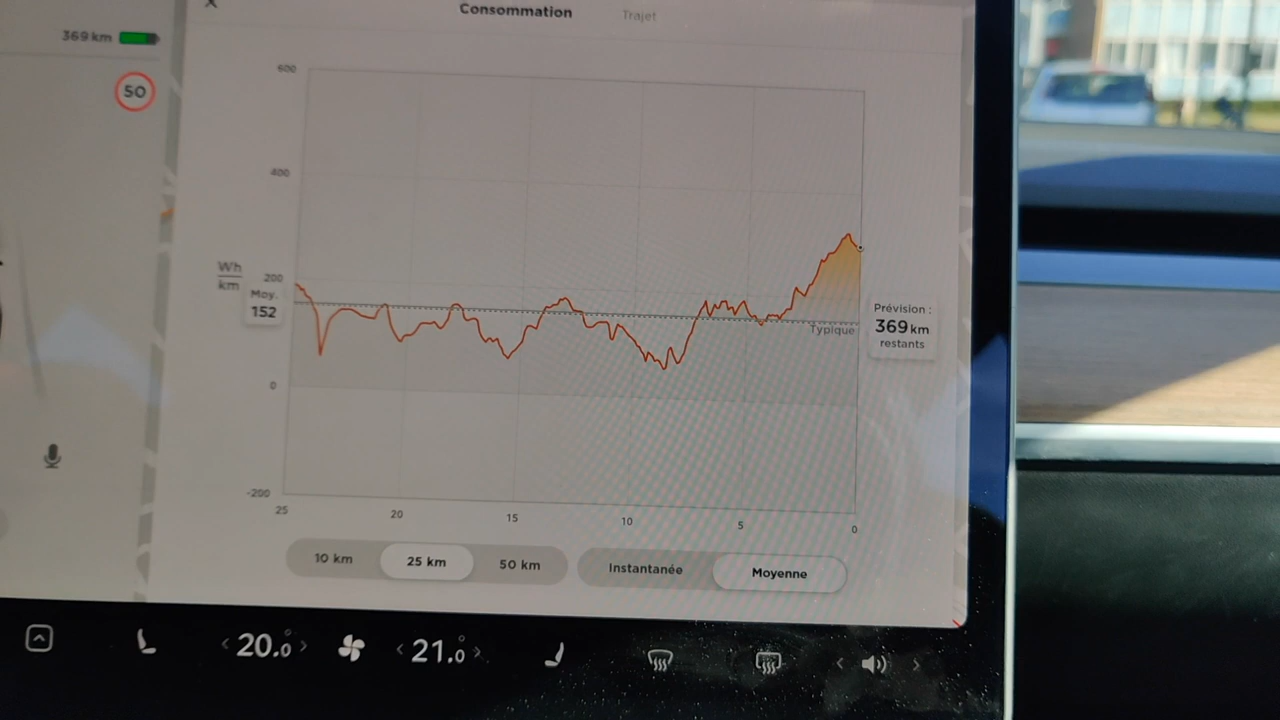 Consommation
Trajet
369 km
50
600
400
200
0
-200
Wh
km
Moy.
152
Typique
Prévision :
369 km
restants
25
20
15
10
5
0
10 km
25 km
50 km
Instantanée
Moyenne
20.0°
21.0°